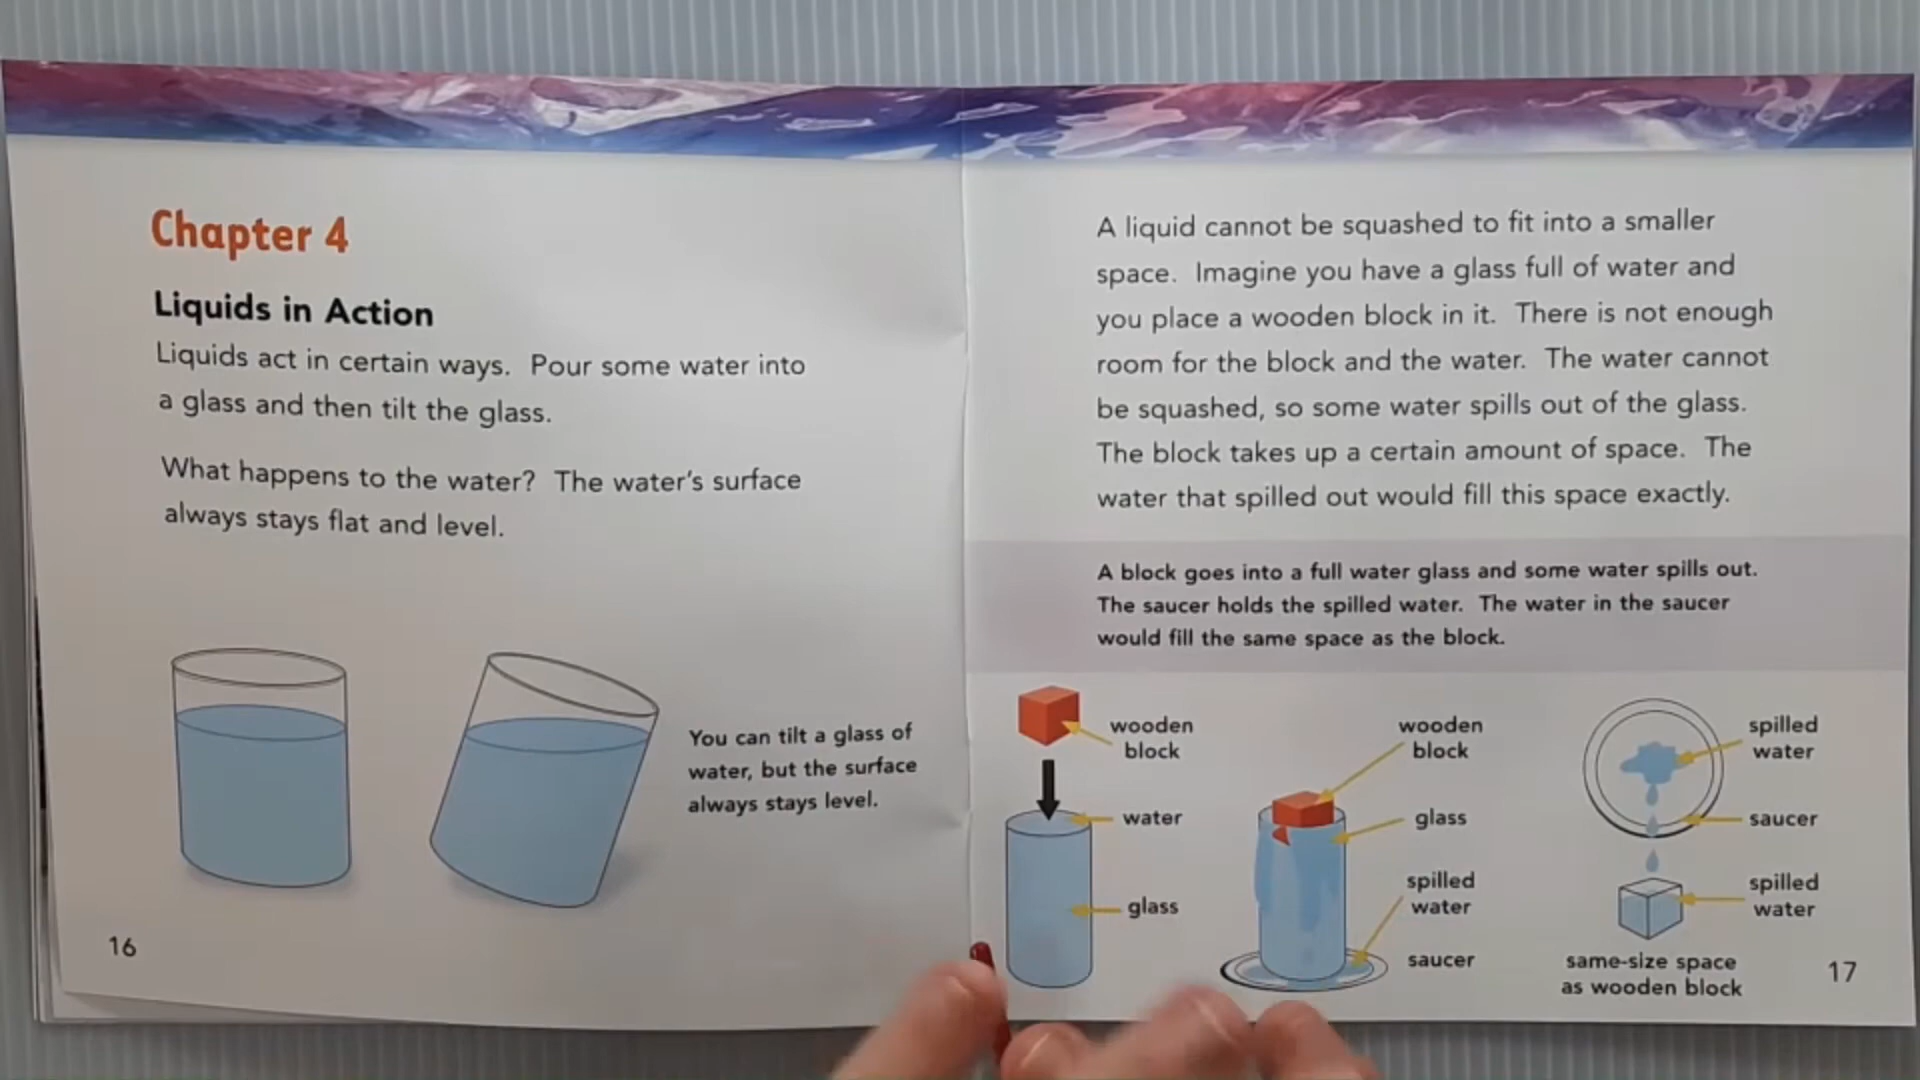 Chapter 4
Liquids in Action
Liquids act in certain ways. Pour some water into
a glass and then tilt the glass.
What happens to the water? The water's surface
always stays flat and level.
You can tilt a glass of
water, but the surface
always stays level.
16
A liquid cannot be squashed to fit into a smaller
space. Imagine you have a glass full of water and
you place a wooden block in it. There is not enough
room for the block and the water. The water cannot
be squashed, so some water spills out of the glass.
The block takes up a certain amount of space. The
water that spilled out would fill this space exactly.
A block goes into a full water glass and some water spills out.
The saucer holds the spilled water. The water in the saucer
would fill the same space as the block.
wooden
block
water
glass
wooden
block
glass
spilled
water
saucer
spilled
water
saucer
spilled
water
same-size space
as wooden block
17